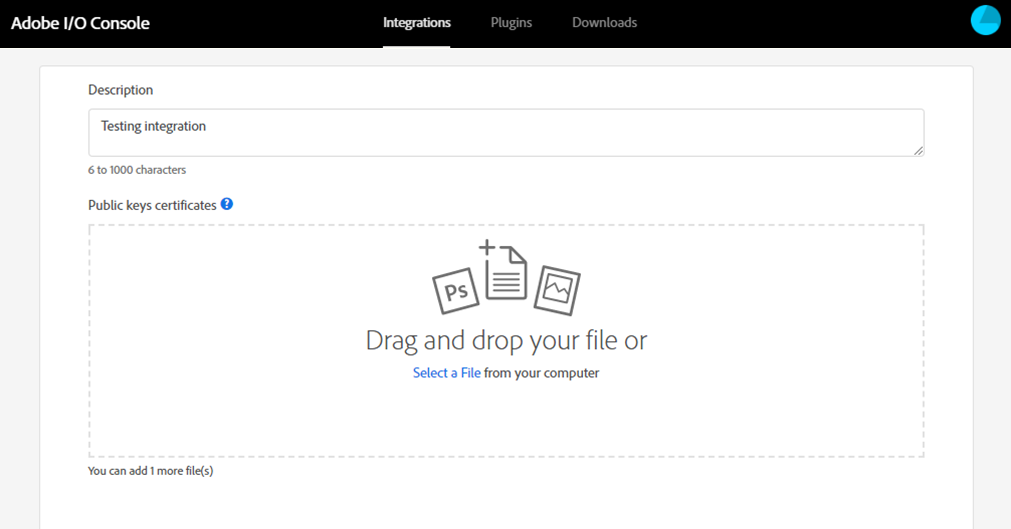 Adobe I/O Console
Integrations
Plugins
Downloads
Description
Testing integration
6 to 1000 characters
Public keys certificates ?
Ps
Drag and drop your file or
Select a File from your computer
You can add 1 more file(s)